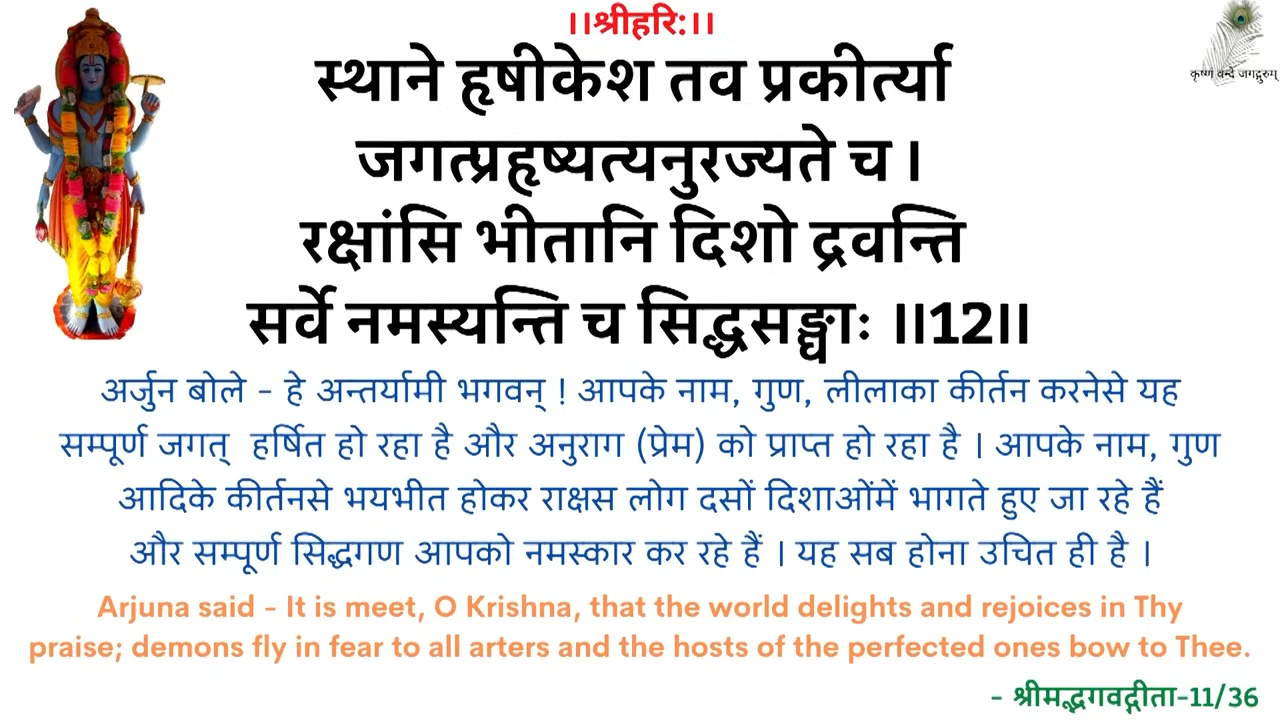 ।।श्रीहरि:।।
कृष्णं वन्दे जगद्गुरुम्
स्थाने हृषीकेश तव प्रकीर्त्या
जगत्प्रहृष्यत्यनुरज्यते च ।
रक्षांसि भीतानि दिशो द्रवन्ति
सर्वे नमस्यन्ति च सिद्धसङ्घाः ।।12।।
अर्जुन बोले - हे अन्तर्यामी भगवन् ! आपके नाम, गुण, लीलाका कीर्तन करनेसे यह
सम्पूर्ण जगत् हर्षित हो रहा है और अनुराग (प्रेम) को प्राप्त हो रहा है । आपके नाम, गुण
आदिके कीर्तनसे भयभीत होकर राक्षस लोग दसों दिशाओंमें भागते हुए जा रहे हैं
और सम्पूर्ण सिद्धगण आपको नमस्कार कर रहे हैं । यह सब होना उचित ही है ।
Arjuna said - It is meet, O Krishna, that the world delights and rejoices in Thy
praise; demons fly in fear to all arters and the hosts of the perfected ones bow to Thee.
- श्रीमद्भगवद्गीता-11/36